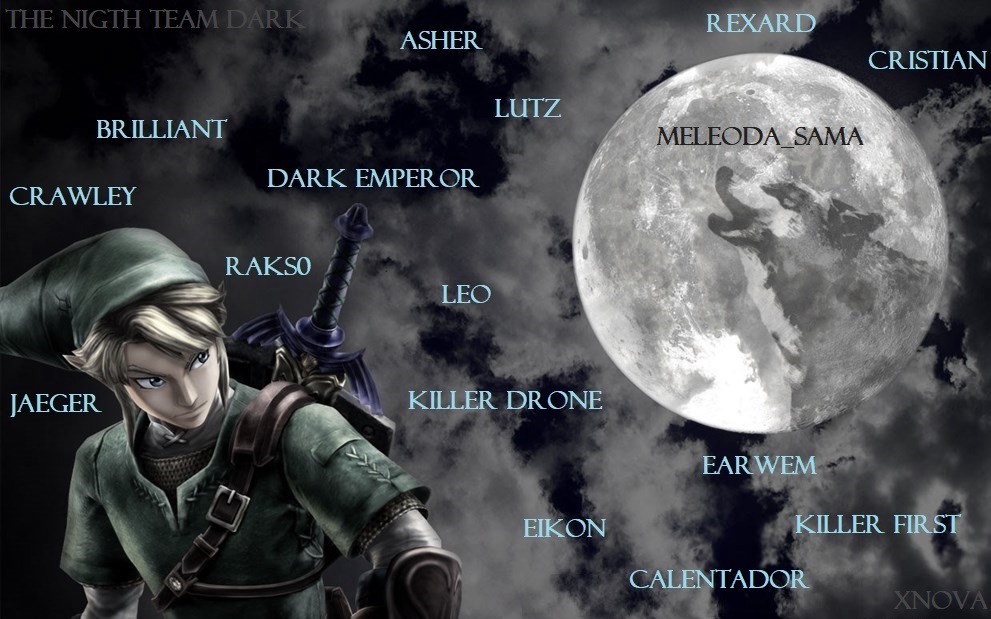 THE NIGTH TEAM DARK
REXARD
ASHER
CRISTIAN
LUTZ
BRILLIANT
MELEODA_SAMA
DARK EMPEROR
CRAWLEY
RAKS0
LEO
JAEGER
KILLER DRONE
EARWEM
EIKON
KILLER FIRST
CALENTADOR
XNOVA